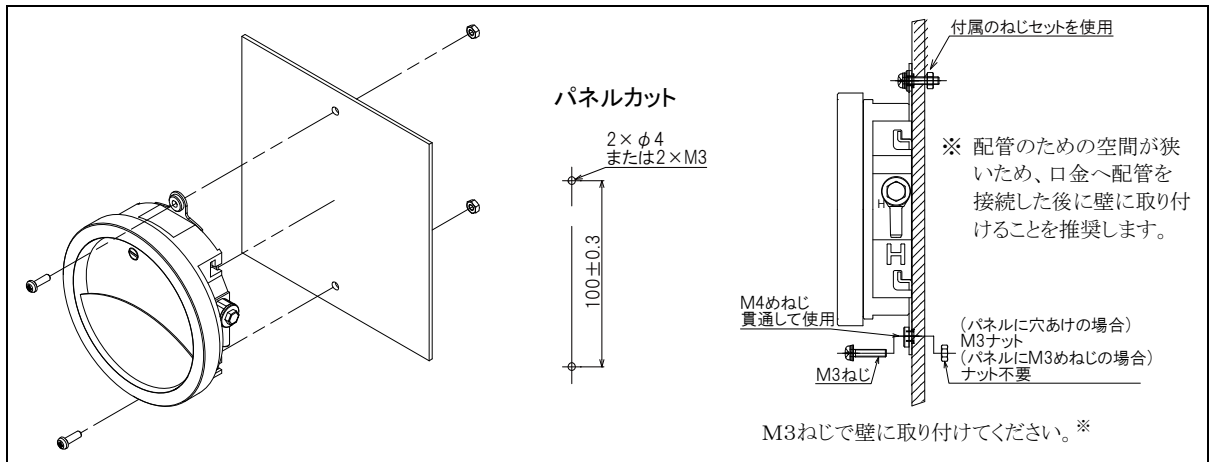 パネルカット
2×φ4
または2×M3
100±0.3
付属のねじセットを使用
※ 配管のための空間が狭
いため、口金へ配管を
接続した後に壁に取り付
けることを推奨します。
H
H
M4めねじ
貫通して使用
M3ねじ
(パネルに穴あけの場合)
M3ナット
(パネルにM3めねじの場合)
ナット不要
M3ねじで壁に取り付けてください。※